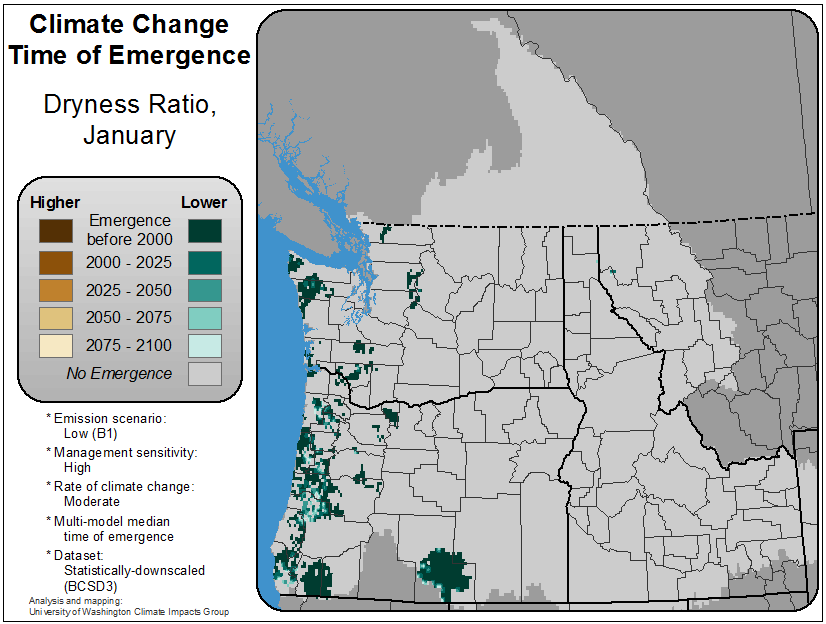 Climate Change
Time of Emergence
Dryness Ratio,
January
Higher Lower
Emergence
before 2000
2000 - 2025
2025 - 2050
2050 - 2075
2075 - 2100
No Emergence
* Emission scenario:
Low (B1)
* Management sensitivity:
High
* Rate of climate change:
Moderate
* Multi-model median
time of emergence
* Dataset:
Statistically-downscaled
(BCSD3)
Analysis and mapping:
University of Washington Climate Impacts Group